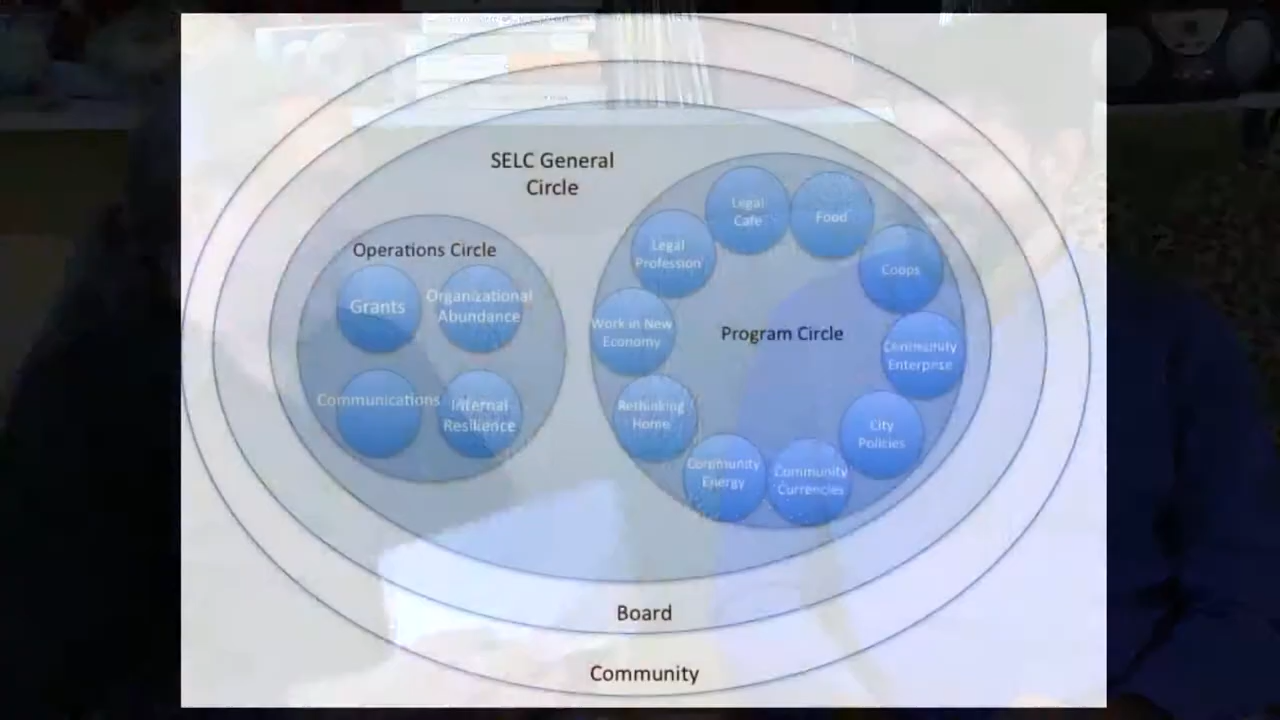 SELC General
Circle
Operations Circle
Grants
Organizational
Abundance
Communications
Internal
Resilience
Program Circle
Legal
Cafe
Food
Coops
Community
Enterprise
City
Policies
Community
Currencies
Community
Energy
Rethinking
Home
Work in New
Economy
Legal
Profession
Board
Community